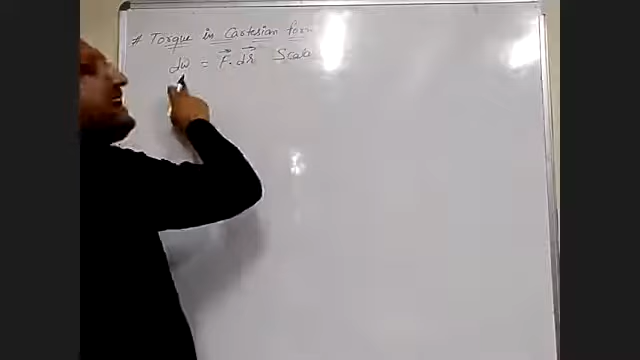 # Torque in Cartesian form
dw = F⃗ . dr⃗ Scalar